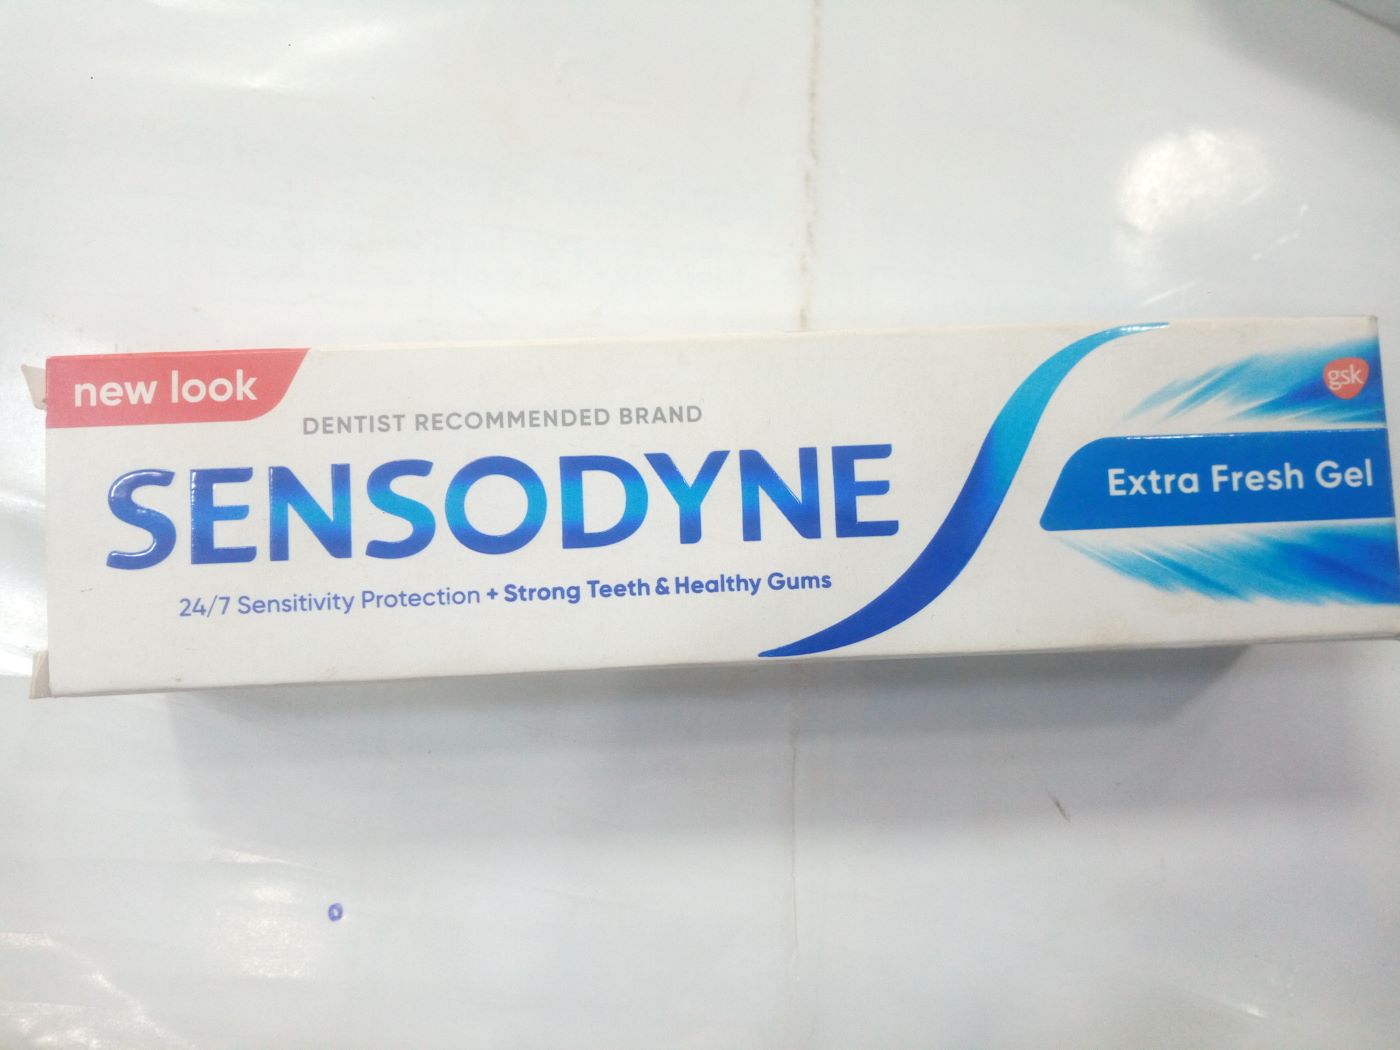 new look
DENTIST RECOMMENDED BRAND
SENSODYNE
24/7 Sensitivity Protection + Strong Teeth & Healthy Gums
gsk
Extra Fresh Gel